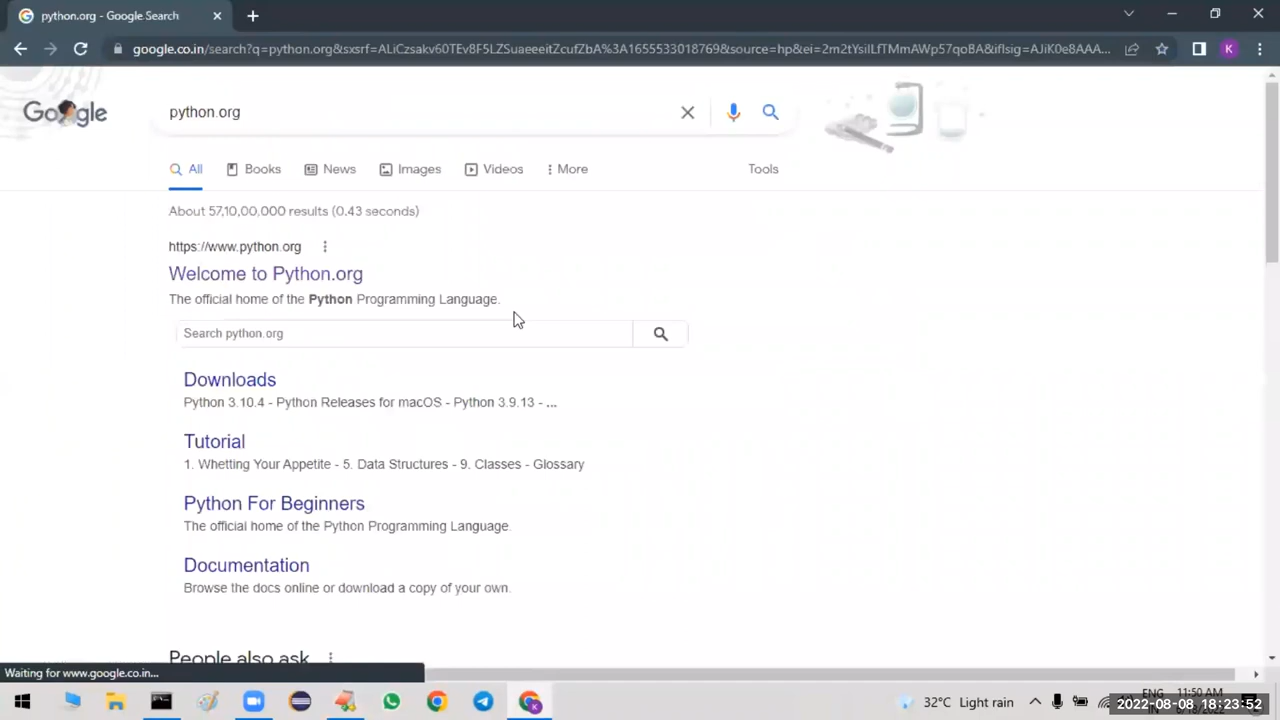 python.org - Google Search
google.co.in/search?q=python.org&sxsrf=ALiCzsakv60TEv8F5LZSuaeeeitZcufZbA%3A16555330187​69&source=hp&ei=2m2tYsiILfTMmAWp57qoBA&iflsig=AJiK0e8AAA...
K
Google
python.org
All
Books
News
Images
Videos
More
Tools
About 57,10,00,000 results (0.43 seconds)
https://www.python.org
Welcome to Python.org
The official home of the Python Programming Language.
Search python.org
Downloads
Python 3.10.4 - Python Releases for macOS - Python 3.9.13 - ...
Tutorial
1. Whetting Your Appetite - 5. Data Structures - 9. Classes - Glossary
Python For Beginners
The official home of the Python Programming Language.
Documentation
Browse the docs online or download a copy of your own.
People also ask
Waiting for www.google.co.in...
32°C Light rain
ENG
11:50 AM
2022-08-08 18:23:52